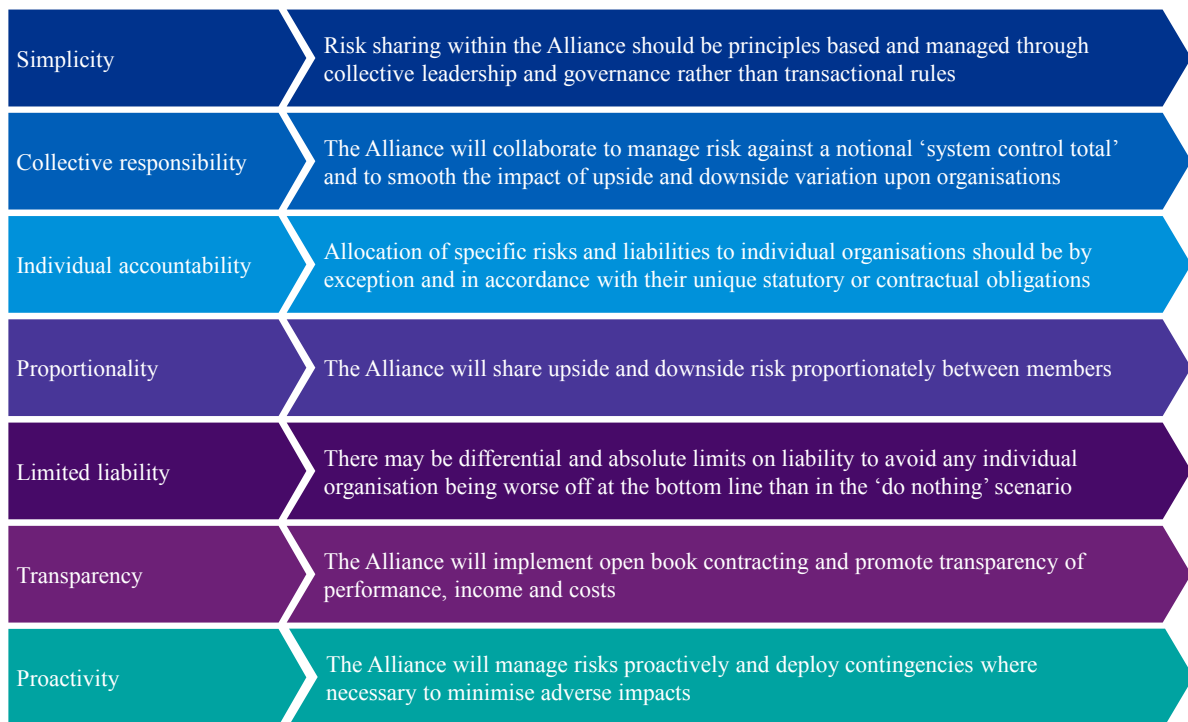 Simplicity
Risk sharing within the Alliance should be principles based and managed through
collective leadership and governance rather than transactional rules
Collective responsibility
The Alliance will collaborate to manage risk against a notional ‘system control total’
and to smooth the impact of upside and downside variation upon organisations
Individual accountability
Allocation of specific risks and liabilities to individual organisations should be by
exception and in accordance with their unique statutory or contractual obligations
Proportionality
The Alliance will share upside and downside risk proportionately between members
Limited liability
There may be differential and absolute limits on liability to avoid any individual
organisation being worse off at the bottom line than in the ‘do nothing’ scenario
Transparency
The Alliance will implement open book contracting and promote transparency of
performance, income and costs
Proactivity
The Alliance will manage risks proactively and deploy contingencies where
necessary to minimise adverse impacts